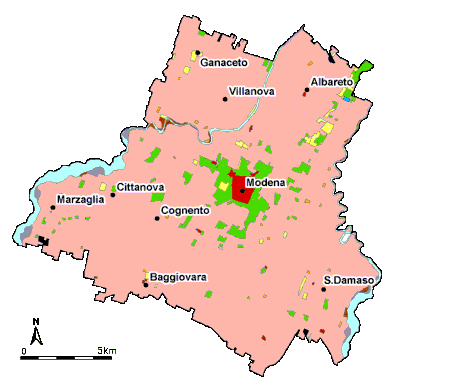 Ganaceto
Villanova
Albareto
Modena
Cittanova
Marzaglia
Cognento
Baggiovara
S.Damaso
N
0 5km